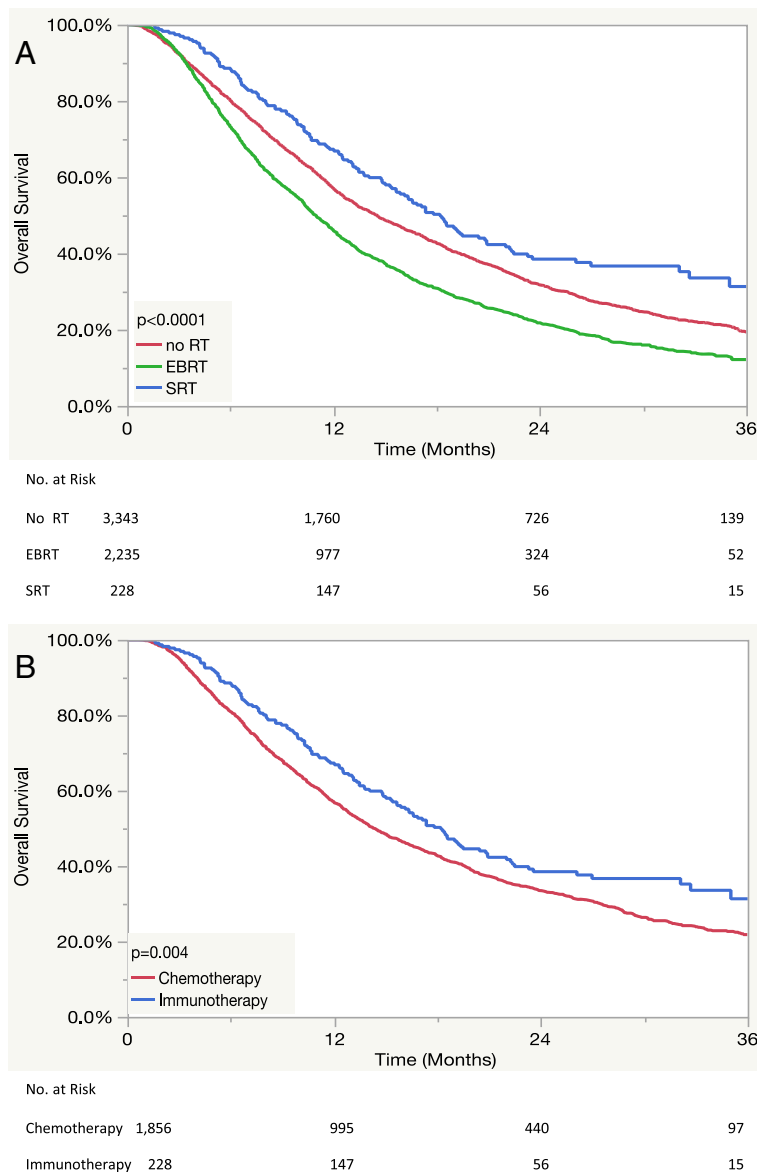 A
100.0%
80.0%
60.0%
40.0%
20.0%
0.0%
Overall Survival
p<0.0001
no RT
EBRT
SRT
0 12 24 36
Time (Months)
No. at Risk
No RT 3,343 1,760 726 139
EBRT 2,235 977 324 52
SRT 228 147 56 15
B
100.0%
80.0%
60.0%
40.0%
20.0%
0.0%
Overall Survival
p=0.004
Chemotherapy
Immunotherapy
0 12 24 36
Time (Months)
No. at Risk
Chemotherapy 1,856 995 440 97
Immunotherapy 228 147 56 15